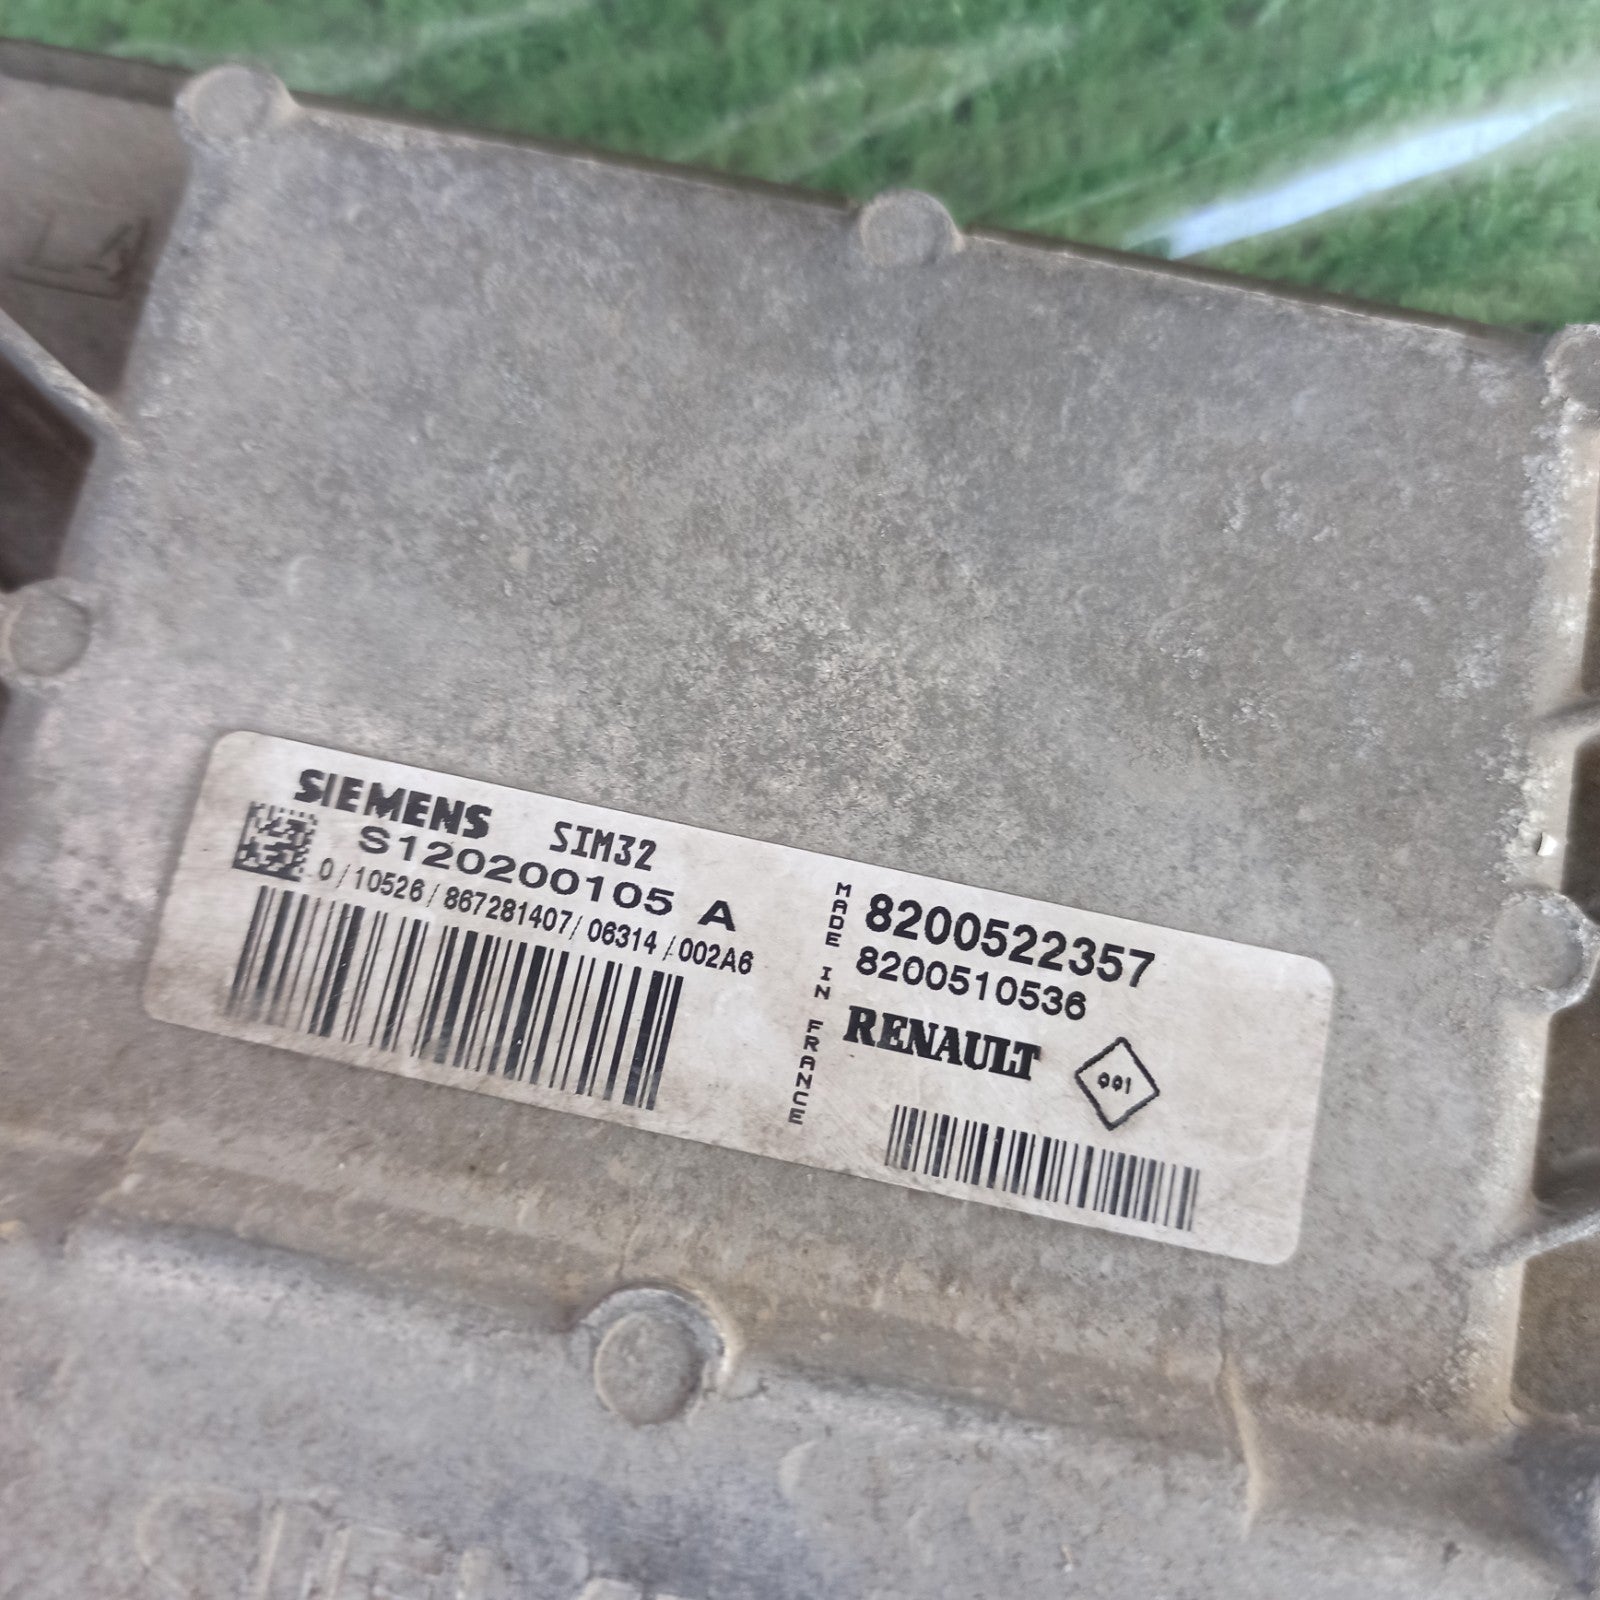 SIEMENS SIM32
S120200105 A
0/10526/867281407/06314/002A6
MADE IN FRANCE
8200522357
8200510536
RENAULT
001